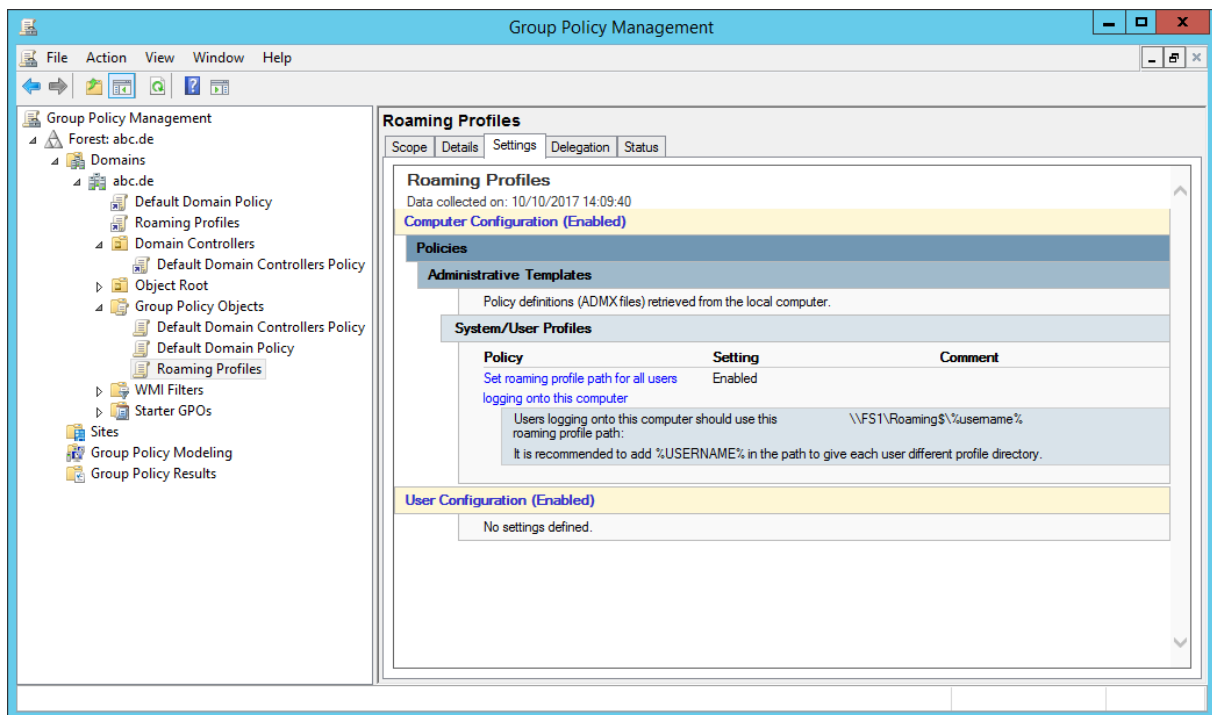 Group Policy Management
File Action View Window Help
Group Policy Management
Forest: abc.de
Domains
abc.de
Default Domain Policy
Roaming Profiles
Domain Controllers
Default Domain Controllers Policy
Object Root
Group Policy Objects
Default Domain Controllers Policy
Default Domain Policy
Roaming Profiles
WMI Filters
Starter GPOs
Sites
Group Policy Modeling
Group Policy Results
Roaming Profiles
Scope Details Settings Delegation Status
Roaming Profiles
Data collected on: 10/10/2017 14:09:40
Computer Configuration (Enabled)
Policies
Administrative Templates
Policy definitions (ADMX files) retrieved from the local computer.
System/User Profiles
Policy Setting Comment
Set roaming profile path for all users Enabled
logging onto this computer
Users logging onto this computer should use this \\FS1\Roaming$\%username%
roaming profile path:
It is recommended to add %USERNAME% in the path to give each user different profile directory.
User Configuration (Enabled)
No settings defined.